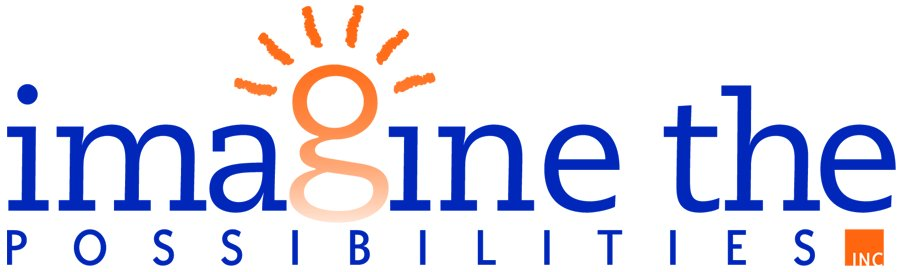 imagine the
POSSIBILITIES INC